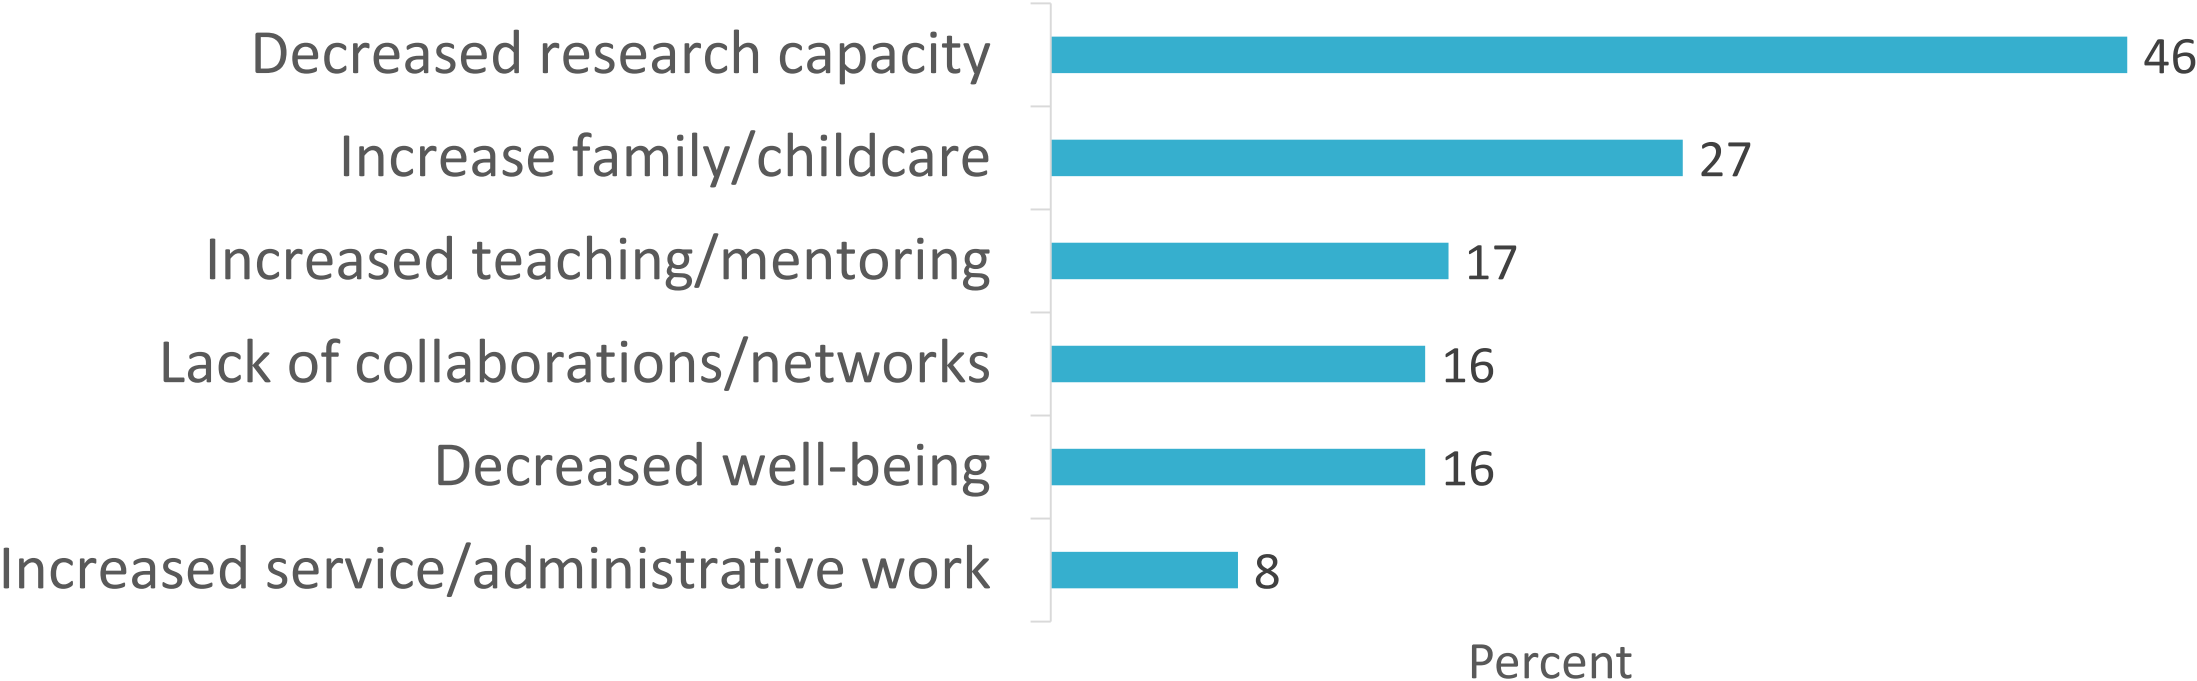 Decreased research capacity 46
Increase family/childcare 27
Increased teaching/mentoring 17
Lack of collaborations/networks 16
Decreased well-being 16
Increased service/administrative work 8
Percent